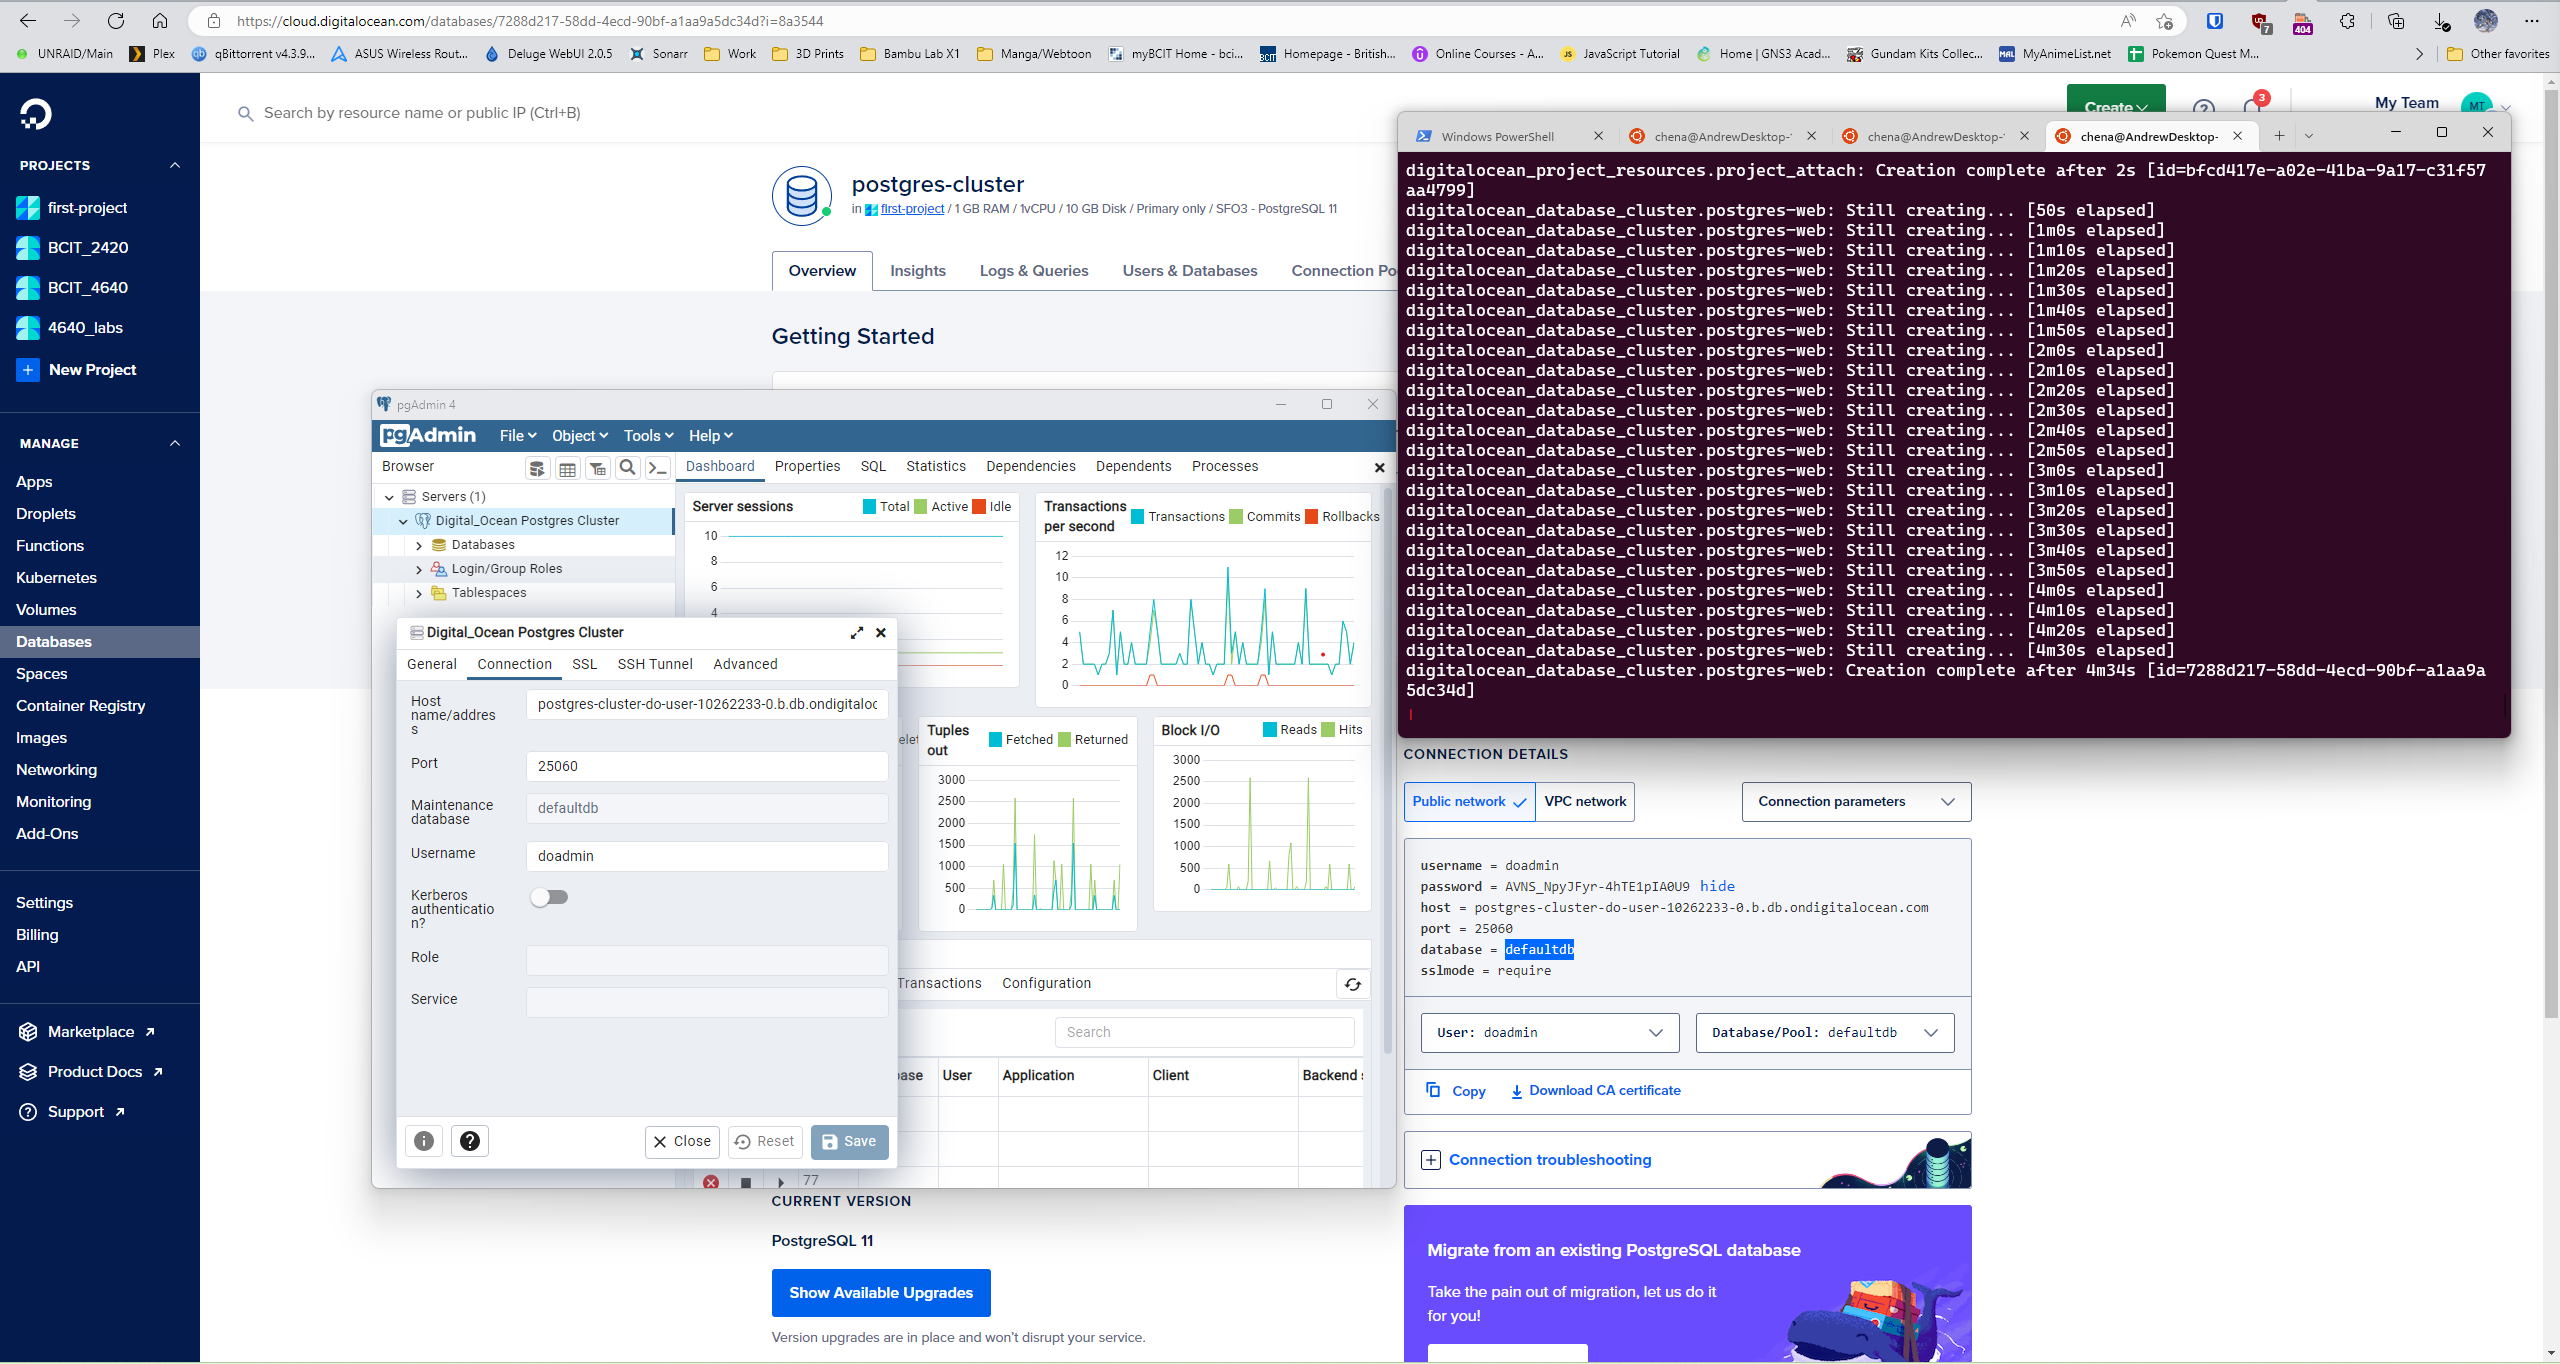 https://cloud.digitalocean.com/databases/7288d217-58dd-4ecd-90bf-a1aa9a5dc34d?i=8a3544
7
404
UNRAID/Main
Plex
qBittorrent v4.3.9...
ASUS Wireless Rout...
Deluge WebUI 2.0.5
Sonarr
Work
3D Prints
Bambu Lab X1
Manga/Webtoon
myBCIT Home - bci...
Homepage - British...
Online Courses - A...
JavaScript Tutorial
Home | GNS3 Acad...
Gundam Kits Collec...
MyAnimeList.net
Pokemon Quest M...
Other favorites
Search by resource name or public IP (Ctrl+B)
Create
3
My Team
MT
PROJECTS
first-project
BCIT_2420
BCIT_4640
4640_labs
New Project
MANAGE
Apps
Droplets
Functions
Kubernetes
Volumes
Databases
Spaces
Container Registry
Images
Networking
Monitoring
Add-Ons
Settings
Billing
API
Marketplace
Product Docs
Support
postgres-cluster
in first-project / 1 GB RAM / 1vCPU / 10 GB Disk / Primary only / SFO3 - PostgreSQL 11
Overview
Insights
Logs & Queries
Users & Databases
Connection Po
Getting Started
Windows PowerShell
chena@AndrewDesktop-
chena@AndrewDesktop-
chena@AndrewDesktop-
digitalocean_project_resources.project_attach: Creation complete after 2s [id=bfcd417e-a02e-41ba-9a17-c31f57
aa4799]
digitalocean_database_cluster.postgres-web: Still creating... [50s elapsed]
digitalocean_database_cluster.postgres-web: Still creating... [1m0s elapsed]
digitalocean_database_cluster.postgres-web: Still creating... [1m10s elapsed]
digitalocean_database_cluster.postgres-web: Still creating... [1m20s elapsed]
digitalocean_database_cluster.postgres-web: Still creating... [1m30s elapsed]
digitalocean_database_cluster.postgres-web: Still creating... [1m40s elapsed]
digitalocean_database_cluster.postgres-web: Still creating... [1m50s elapsed]
digitalocean_database_cluster.postgres-web: Still creating... [2m0s elapsed]
digitalocean_database_cluster.postgres-web: Still creating... [2m10s elapsed]
digitalocean_database_cluster.postgres-web: Still creating... [2m20s elapsed]
digitalocean_database_cluster.postgres-web: Still creating... [2m30s elapsed]
digitalocean_database_cluster.postgres-web: Still creating... [2m40s elapsed]
digitalocean_database_cluster.postgres-web: Still creating... [2m50s elapsed]
digitalocean_database_cluster.postgres-web: Still creating... [3m0s elapsed]
digitalocean_database_cluster.postgres-web: Still creating... [3m10s elapsed]
digitalocean_database_cluster.postgres-web: Still creating... [3m20s elapsed]
digitalocean_database_cluster.postgres-web: Still creating... [3m30s elapsed]
digitalocean_database_cluster.postgres-web: Still creating... [3m40s elapsed]
digitalocean_database_cluster.postgres-web: Still creating... [3m50s elapsed]
digitalocean_database_cluster.postgres-web: Still creating... [4m0s elapsed]
digitalocean_database_cluster.postgres-web: Still creating... [4m10s elapsed]
digitalocean_database_cluster.postgres-web: Still creating... [4m20s elapsed]
digitalocean_database_cluster.postgres-web: Still creating... [4m30s elapsed]
digitalocean_database_cluster.postgres-web: Creation complete after 4m34s [id=7288d217-58dd-4ecd-90bf-a1aa9a
5dc34d]
pgAdmin 4
pgAdmin
File
Object
Tools
Help
Browser
Dashboard
Properties
SQL
Statistics
Dependencies
Dependents
Processes
Servers (1)
Digital_Ocean Postgres Cluster
Databases
Login/Group Roles
Tablespaces
Server sessions
Total
Active
Idle
10
8
6
4
Transactions
per second
Transactions
Commits
Rollbacks
12
10
8
6
4
2
0
Tuples
out
Fetched
Returned
3000
2500
2000
1500
1000
500
0
Block I/O
Reads
Hits
3000
2500
2000
1500
1000
500
0
Transactions
Configuration
Search
User
Application
Client
Backend
77
Digital_Ocean Postgres Cluster
General
Connection
SSL
SSH Tunnel
Advanced
Host
name/addres
s
postgres-cluster-do-user-10262233-0.b.db.ondigitaloc
Port
25060
Maintenance
database
defaultdb
Username
doadmin
Kerberos
authenticatio
n?
Role
Service
Close
Reset
Save
CONNECTION DETAILS
Public network
VPC network
Connection parameters
username = doadmin
password = AVNS_NpyJFyr-4hTE1pIA0U9 hide
host = postgres-cluster-do-user-10262233-0.b.db.ondigitalocean.com
port = 25060
database = defaultdb
sslmode = require
User: doadmin
Database/Pool: defaultdb
Copy
Download CA certificate
Connection troubleshooting
CURRENT VERSION
PostgreSQL 11
Show Available Upgrades
Version upgrades are in place and won't disrupt your service.
Migrate from an existing PostgreSQL database
Take the pain out of migration, let us do it
for you!